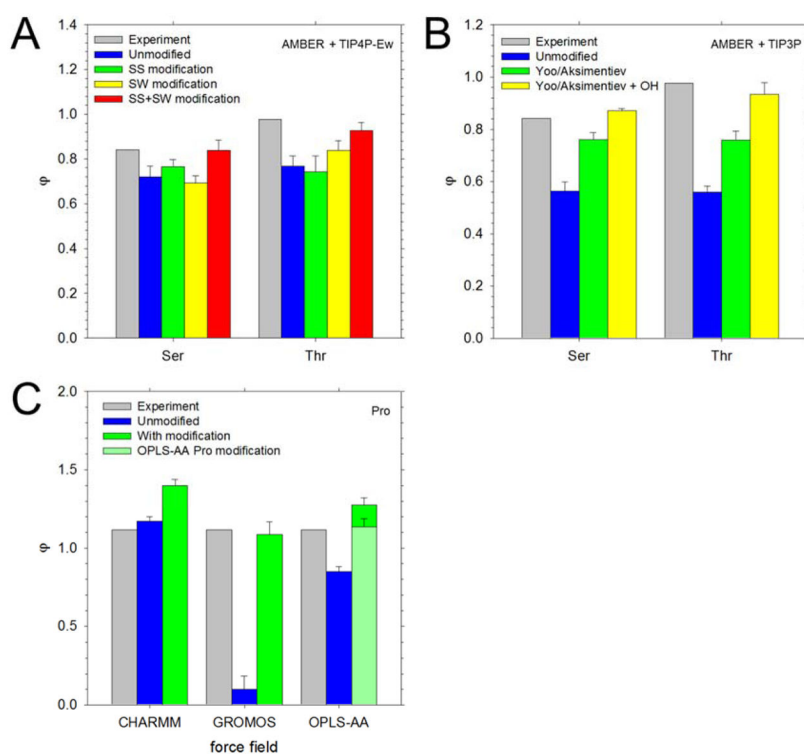 A
AMBER + TIP4P-Ew
Experiment
Unmodified
SS modification
SW modification
SS+SW modification
φ
1.4
1.2
1.0
0.8
0.6
0.4
0.2
0.0
Ser
Thr
B
AMBER + TIP3P
Experiment
Unmodified
Yoo/Aksimentiev
Yoo/Aksimentiev + OH
φ
1.2
1.0
0.8
0.6
0.4
0.2
0.0
Ser
Thr
C
Pro
Experiment
Unmodified
With modification
OPLS-AA Pro modification
φ
2.0
1.5
1.0
0.5
0.0
CHARMM
GROMOS
OPLS-AA
force field